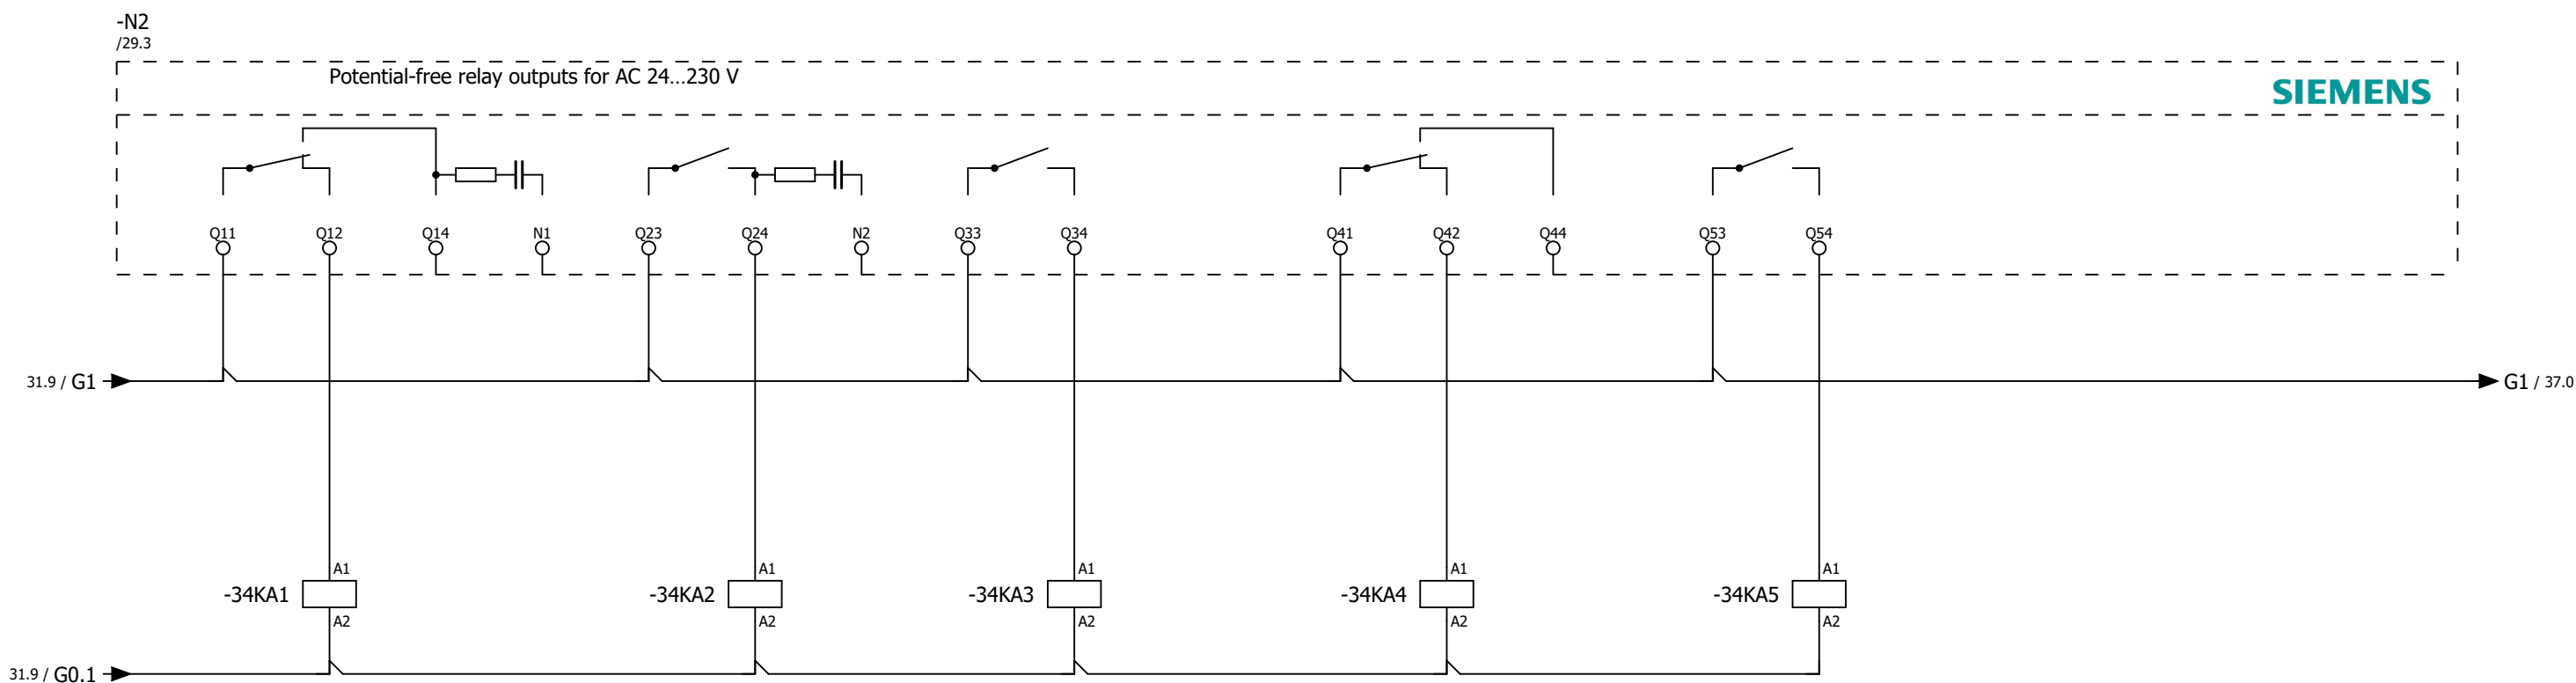 -N2
/29.3
Potential-free relay outputs for AC 24...230 V
SIEMENS
Q11 Q12 Q14 N1 Q23 Q24 N2 Q33 Q34 Q41 Q42 Q44 Q53 Q54
31.9 / G1 G1 / 37.0
A1 A1 A1 A1 A1
-34KA1 -34KA2 -34KA3 -34KA4 -34KA5
A2 A2 A2 A2 A2
31.9 / G0.1